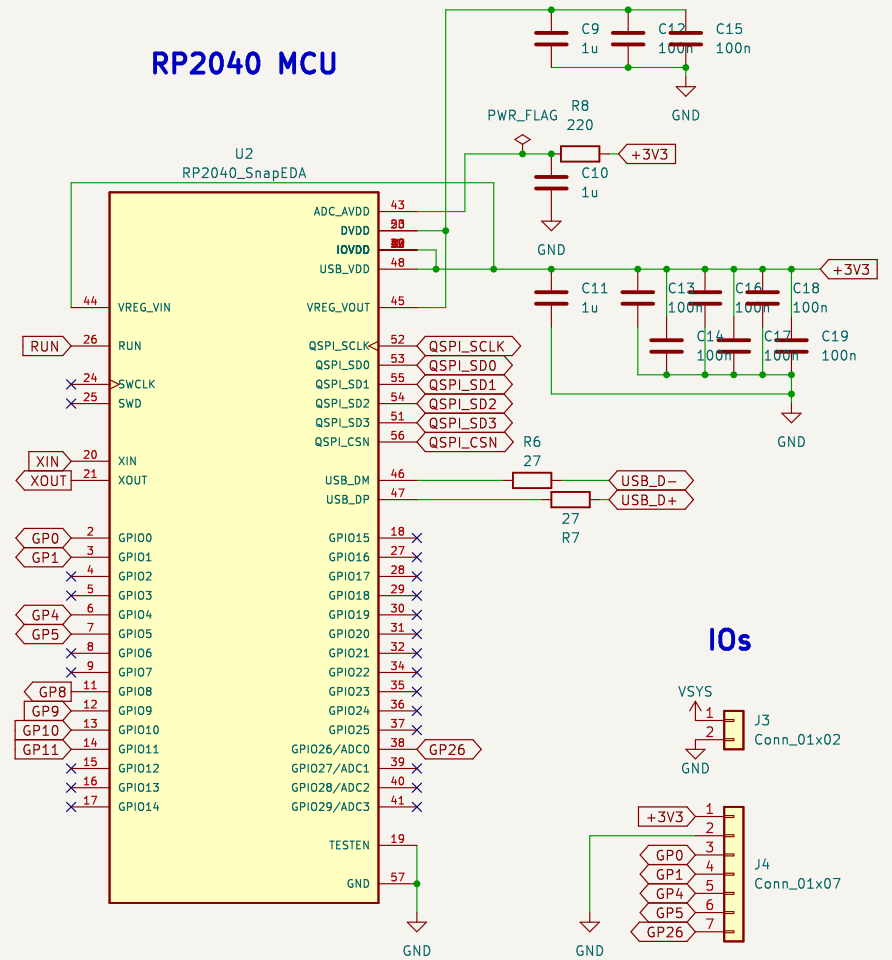 C9
1u
C12
100n
C15
100n
GND
RP2040 MCU
PWR_FLAG
R8
220
+3V3
C10
1u
GND
U2
RP2040_SnapEDA
ADC_AVDD 43
DVDD
IOVDD
USB_VDD 48
+3V3
C11
1u
C13
100n
C16
100n
C18
100n
C14
100n
C17
100n
C19
100n
GND
44 VREG_VIN
VREG_VOUT 45
RUN 26 RUN
QSPI_SCLK 52 QSPI_SCLK
QSPI_SD0 53 QSPI_SD0
24 SWCLK
QSPI_SD1 55 QSPI_SD1
25 SWD
QSPI_SD2 54 QSPI_SD2
QSPI_SD3 51 QSPI_SD3
QSPI_CSN 56 QSPI_CSN
XIN 20 XIN
XOUT 21 XOUT
R6
27
USB_DM 46 USB_D-
USB_DP 47 USB_D+
27
R7
GP0 2 GPIO0
GPIO15 18
GP1 3 GPIO1
GPIO16 27
4 GPIO2
GPIO17 28
5 GPIO3
GPIO18 29
GP4 6 GPIO4
GPIO19 30
GP5 7 GPIO5
GPIO20 31
8 GPIO6
GPIO21 32
9 GPIO7
GPIO22 34
GP8 11 GPIO8
GPIO23 35
GP9 12 GPIO9
GPIO24 36
GP10 13 GPIO10
GPIO25 37
GP11 14 GPIO11
GPIO26/ADC0 38 GP26
15 GPIO12
GPIO27/ADC1 39
16 GPIO13
GPIO28/ADC2 40
17 GPIO14
GPIO29/ADC3 41
TESTEN 19
GND 57
GND
IOs
VSYS
1
2
GND
J3
Conn_01x02
+3V3 1
2
GP0 3
GP1 4
GP4 5
GP5 6
GP26 7
J4
Conn_01x07
GND